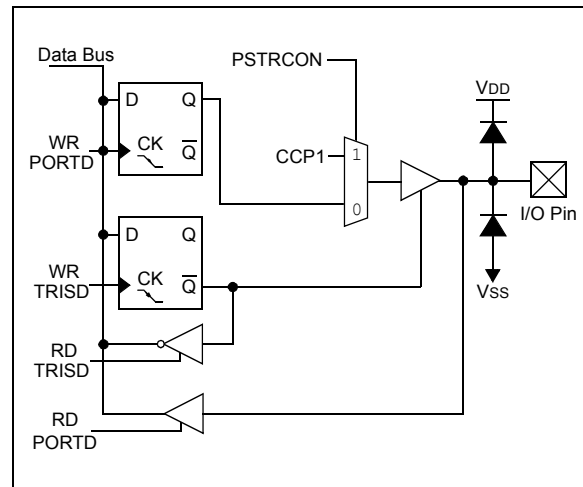 Data Bus
PSTRCON
VDD
D Q
WR
PORTD
CK
Q
CCP1
1
0
I/O Pin
D Q
WR
TRISD
CK
Q
VSS
RD
TRISD
RD
PORTD